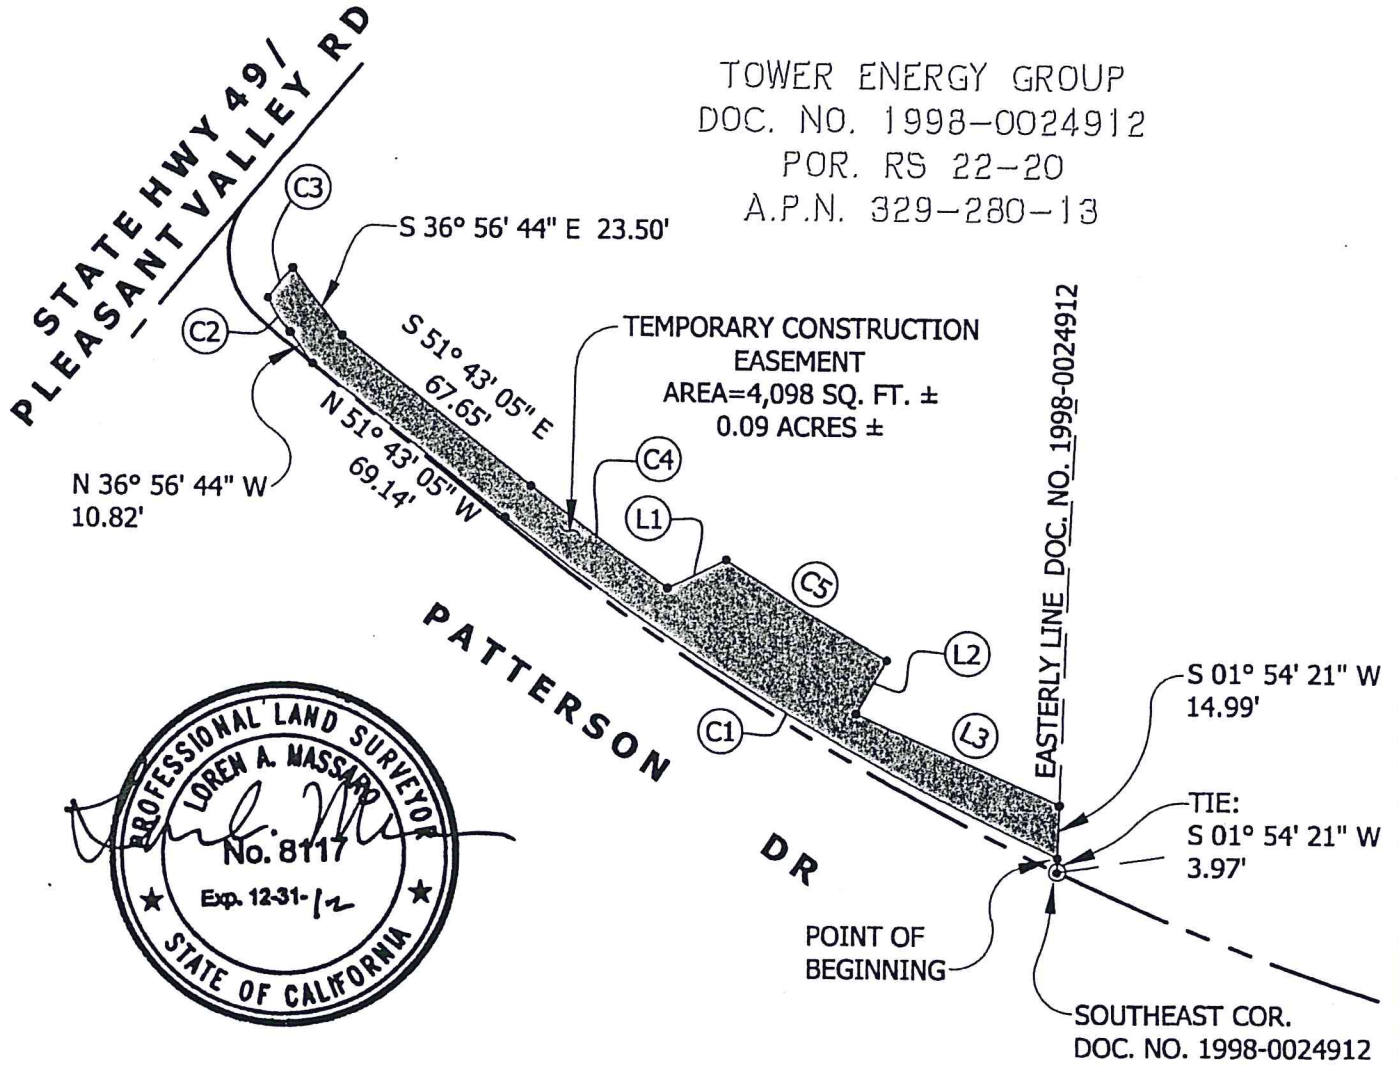 STATE HWY 49/
PLEASANT VALLEY RD
TOWER ENERGY GROUP
DOC. NO. 1998-0024912
POR. RS 22-20
A.P.N. 329-280-13
C3
S 36° 56' 44" E 23.50'
C2
S 51° 43' 05" E
67.65'
TEMPORARY CONSTRUCTION
EASEMENT
AREA=4,098 SQ. FT. ±
0.09 ACRES ±
EASTERLY LINE DOC. NO. 1998-0024912
N 51° 43' 05" W
69.14'
N 36° 56' 44" W
10.82'
C4
L1
C5
L2
L3
C1
PATTERSON
DR
S 01° 54' 21" W
14.99'
TIE:
S 01° 54' 21" W
3.97'
POINT OF
BEGINNING
SOUTHEAST COR.
DOC. NO. 1998-0024912
PROFESSIONAL LAND SURVEYOR
LOREN A. MASSARO
No. 8117
Exp. 12-31-12
STATE OF CALIFORNIA